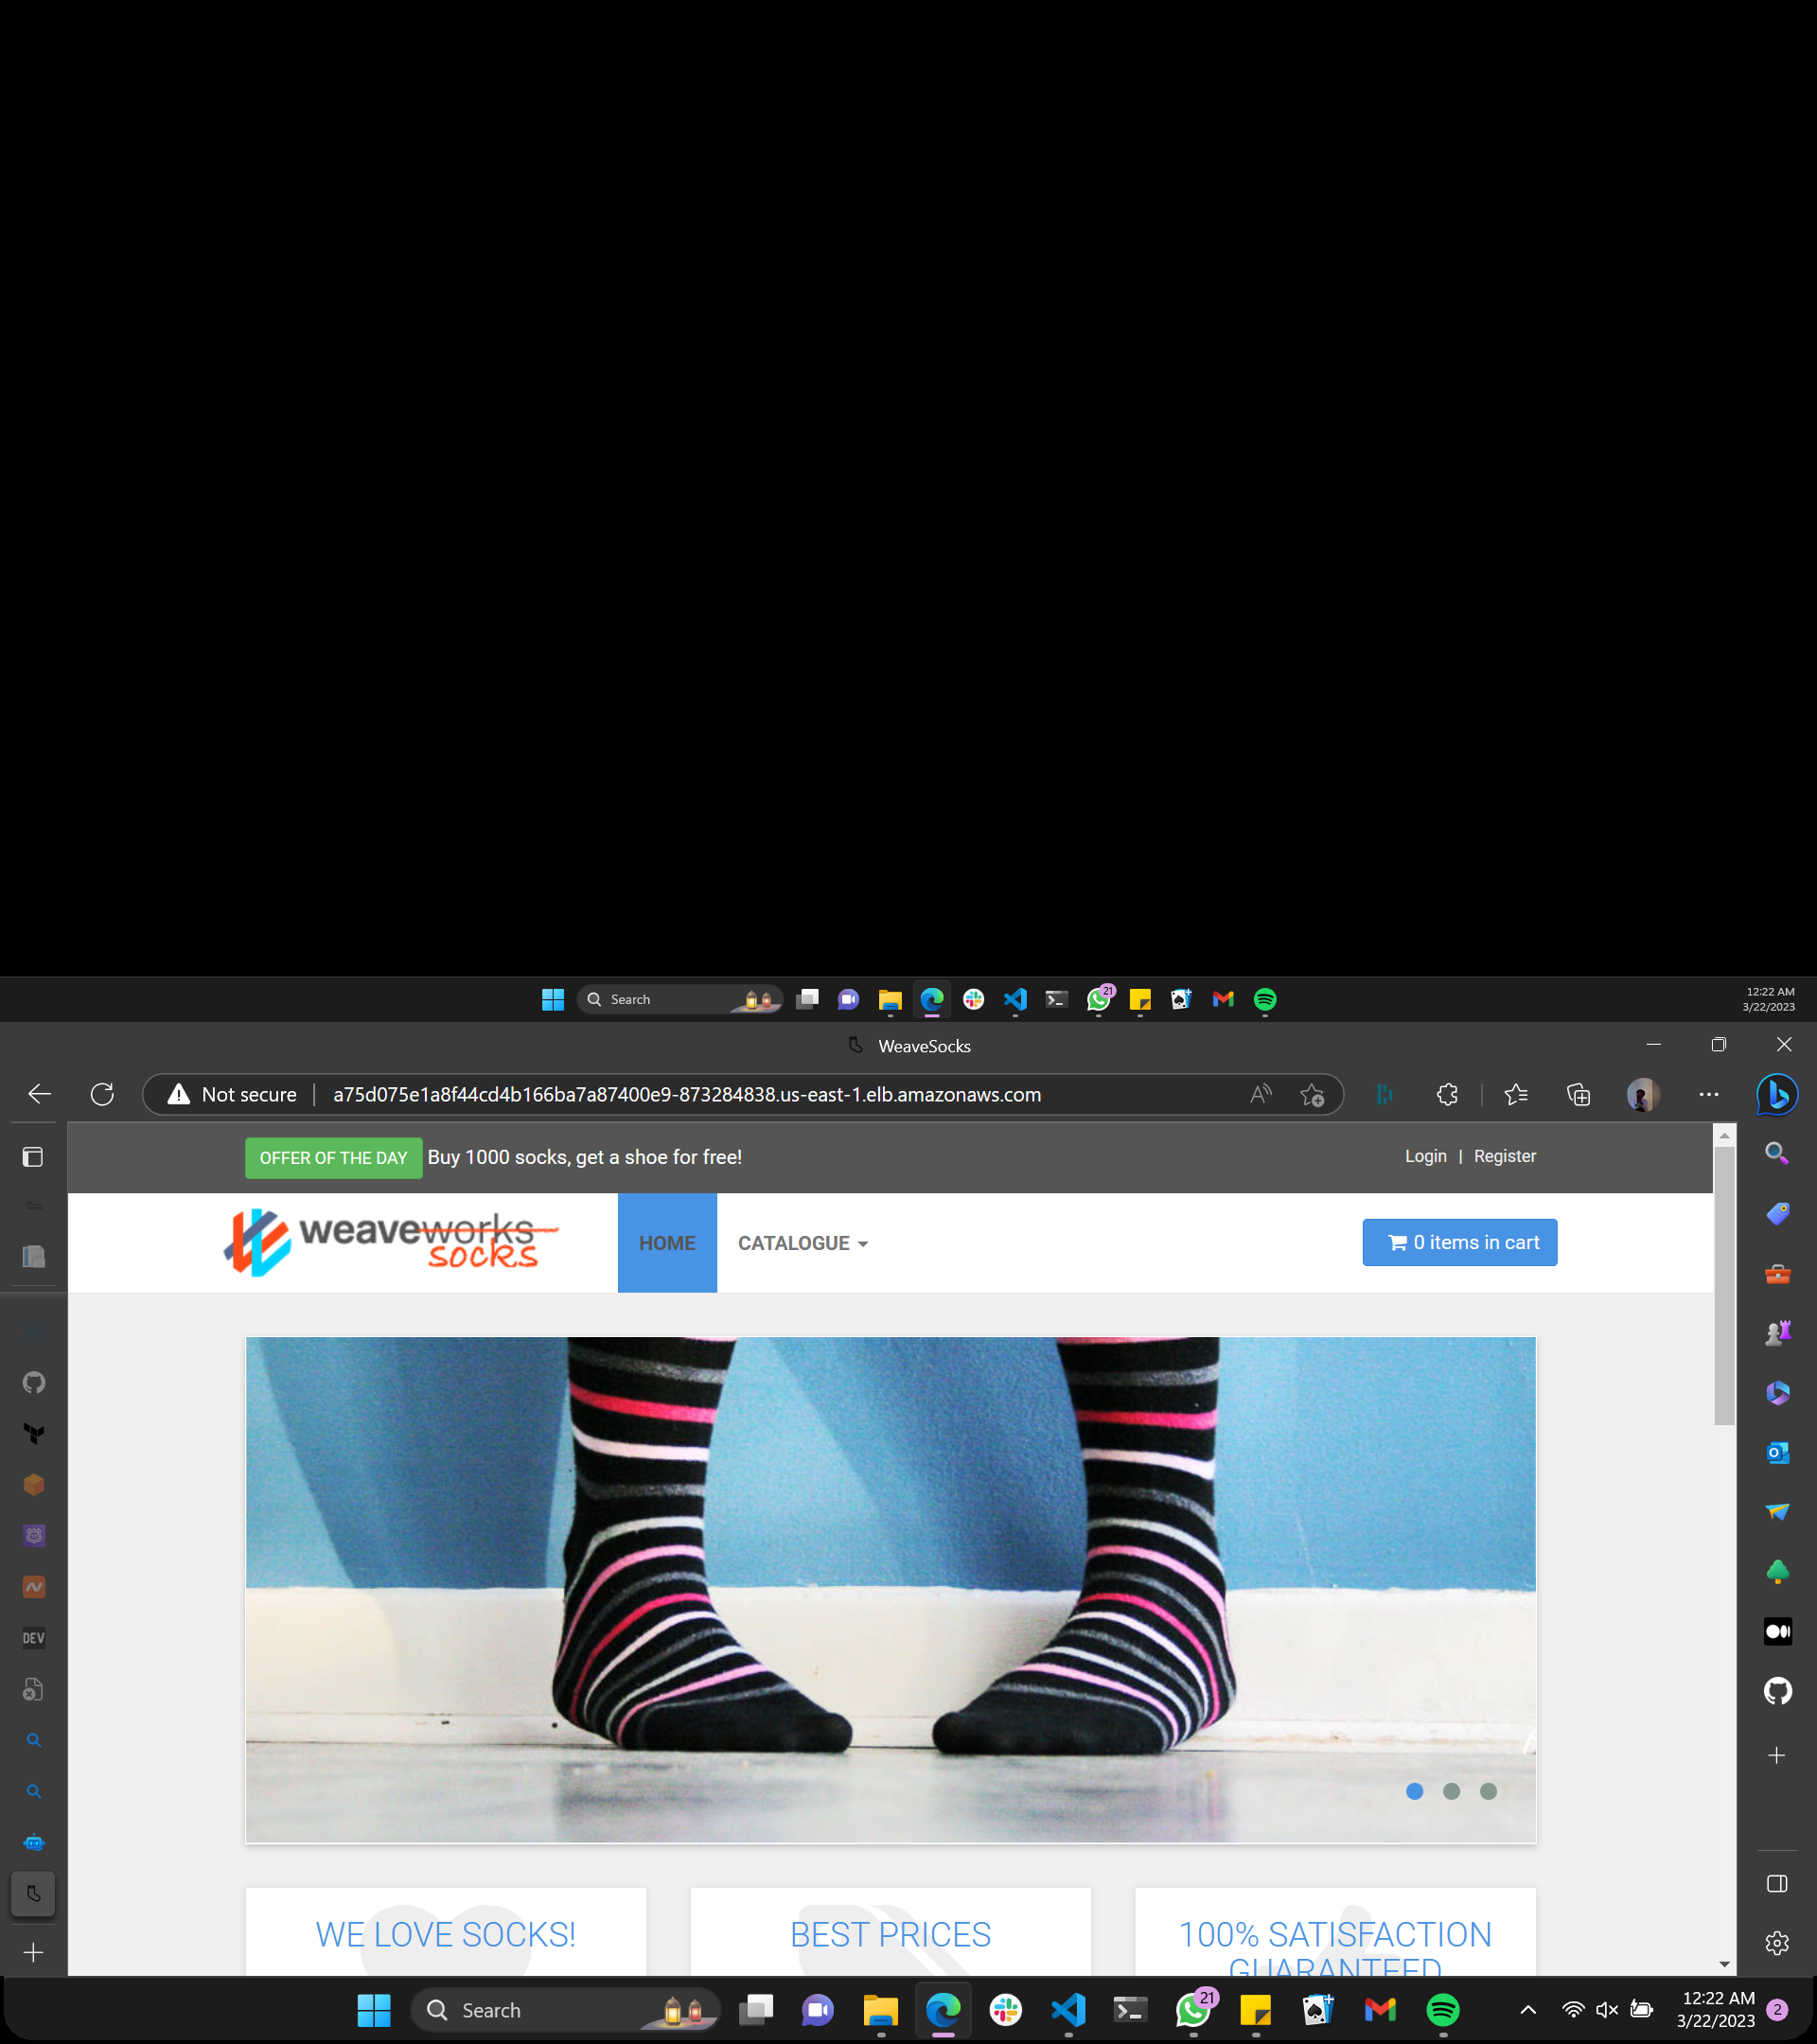 Search
21
12:22 AM
3/22/2023
WeaveSocks
Not secure
a75d075e1a8f44cd4b166ba7a87400e9-873284838.us-east-1.elb.amazonaws.com
OFFER OF THE DAY Buy 1000 socks, get a shoe for free!
Login | Register
weaveworks
socks
HOME
CATALOGUE
0 items in cart
DEV
WE LOVE SOCKS!
BEST PRICES
100% SATISFACTION
GUARANTEED
Search
21
12:22 AM
3/22/2023
2